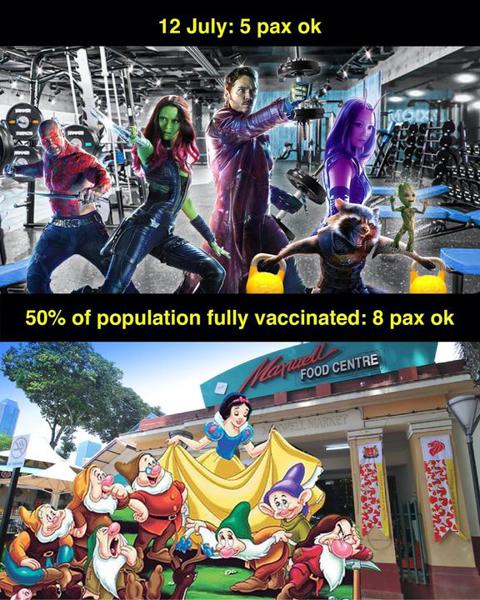 12 July: 5 pax ok
50% of population fully vaccinated: 8 pax ok
Maxwell
FOOD CENTRE